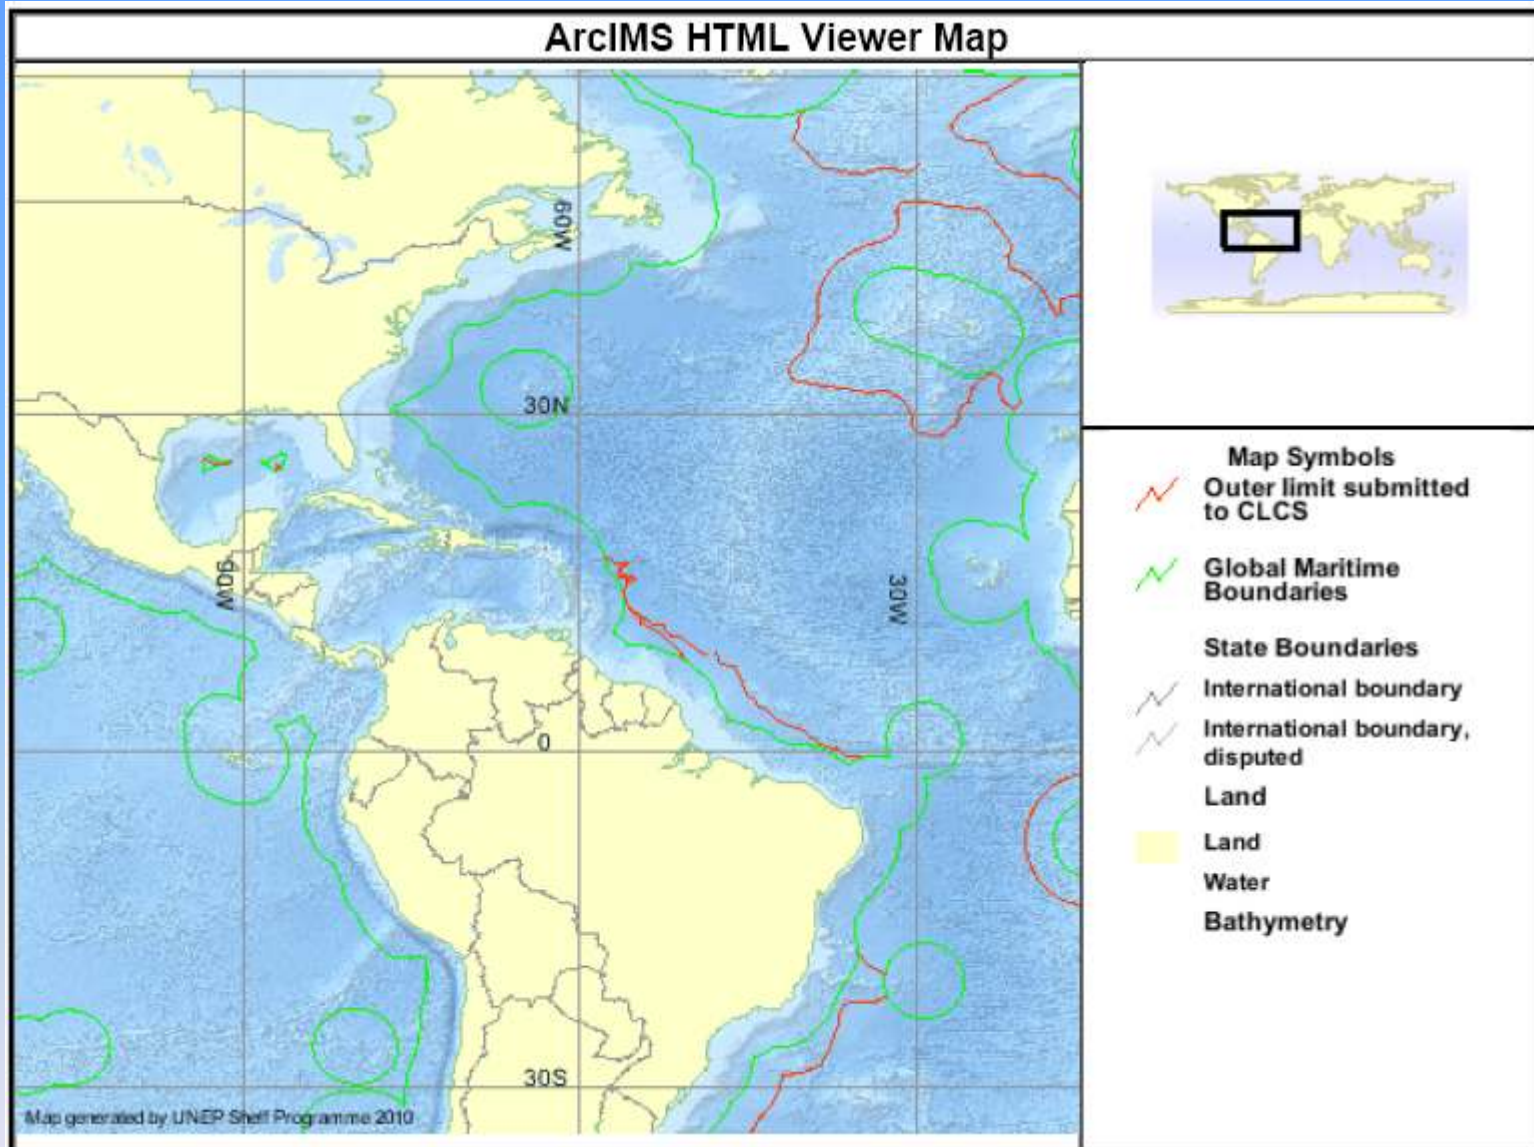 ArcIMS HTML Viewer Map
60W
30N
90W
30W
0
30S
Map generated by UNEP Shelf Programme 2010
Map Symbols
Outer limit submitted
to CLCS
Global Maritime
Boundaries
State Boundaries
International boundary
International boundary,
disputed
Land
Land
Water
Bathymetry